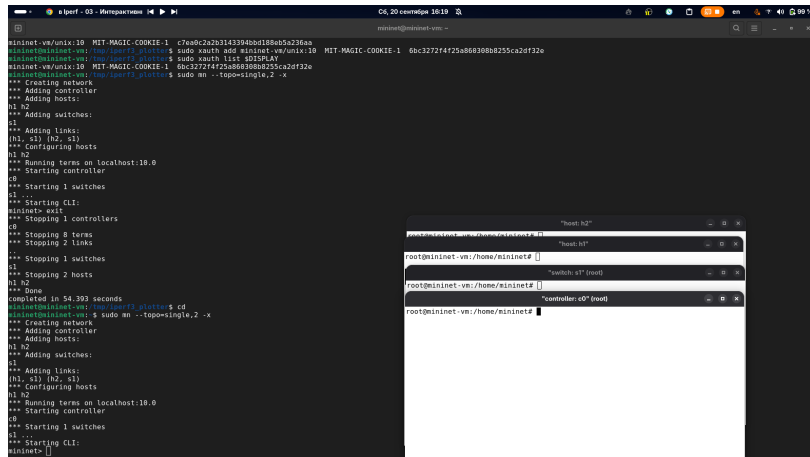 в Iperf - 03 - Интерактивн
Сб, 20 сентября 16:19
en
99 %
mininet@mininet-vm: ~
mininet-vm/unix:10 MIT-MAGIC-COOKIE-1 c7ea0c2a2b3143394bbd188eb5a236aa
mininet@mininet-vm:/tmp/iperf3_plotter$ sudo xauth add mininet-vm/unix:10 MIT-MAGIC-COOKIE-1 6bc3272f4f25a860308b8255ca2df32e
mininet@mininet-vm:/tmp/iperf3_plotter$ sudo xauth list $DISPLAY
mininet-vm/unix:10 MIT-MAGIC-COOKIE-1 6bc3272f4f25a860308b8255ca2df32e
mininet@mininet-vm:/tmp/iperf3_plotter$ sudo mn --topo=single,2 -x
*** Creating network
*** Adding controller
*** Adding hosts:
h1 h2
*** Adding switches:
s1
*** Adding links:
(h1, s1) (h2, s1)
*** Configuring hosts
h1 h2
*** Running terms on localhost:10.0
*** Starting controller
c0
*** Starting 1 switches
s1 ...
*** Starting CLI:
mininet> exit
*** Stopping 1 controllers
c0
*** Stopping 8 terms
*** Stopping 2 links
..
*** Stopping 1 switches
s1
*** Stopping 2 hosts
h1 h2
*** Done
completed in 54.393 seconds
mininet@mininet-vm:/tmp/iperf3_plotter$ cd
mininet@mininet-vm:~$ sudo mn --topo=single,2 -x
*** Creating network
*** Adding controller
*** Adding hosts:
h1 h2
*** Adding switches:
s1
*** Adding links:
(h1, s1) (h2, s1)
*** Configuring hosts
h1 h2
*** Running terms on localhost:10.0
*** Starting controller
c0
*** Starting 1 switches
s1 ...
*** Starting CLI:
mininet>
"host: h2"
root@mininet-vm:/home/mininet#
"host: h1"
root@mininet-vm:/home/mininet#
"switch: s1" (root)
root@mininet-vm:/home/mininet#
"controller: c0" (root)
root@mininet-vm:/home/mininet#